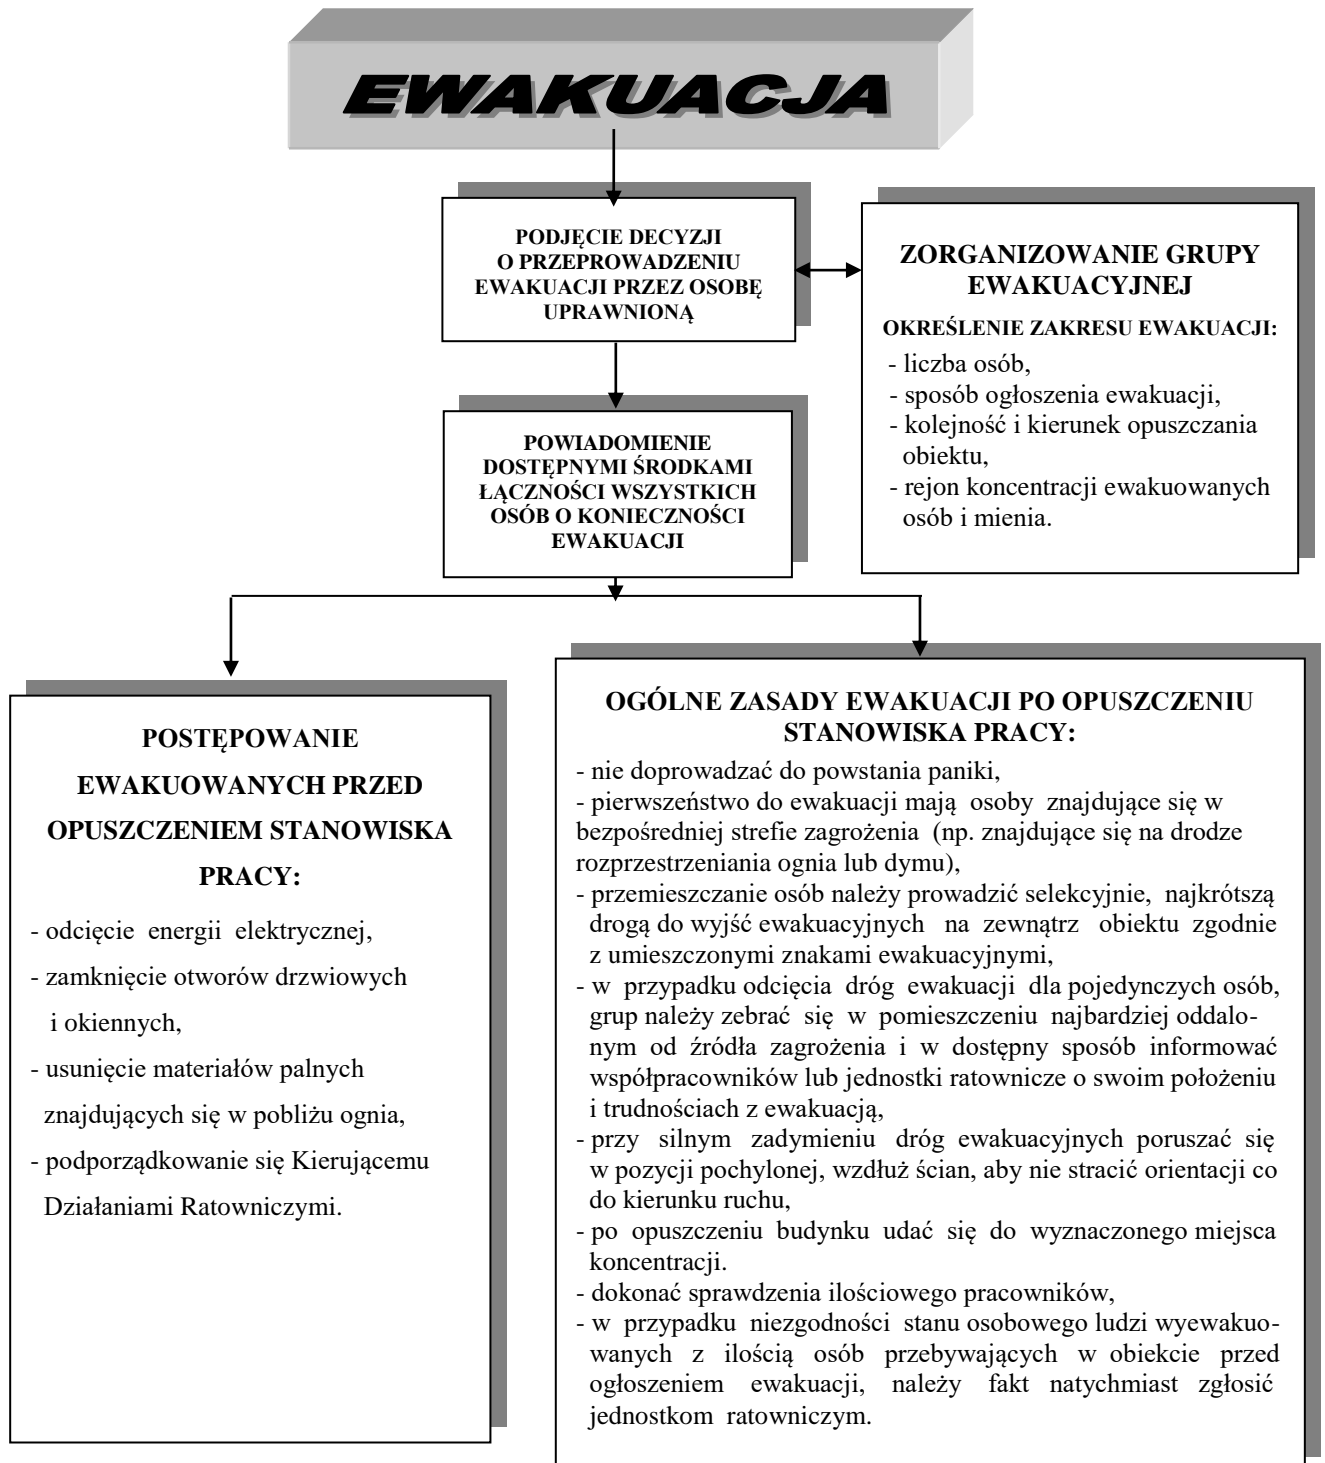 EWAKUACJA
PODJĘCIE DECYZJI
O PRZEPROWADZENIU
EWAKUACJI PRZEZ OSOBĘ
UPRAWNIONĄ
ZORGANIZOWANIE GRUPY
EWAKUACYJNEJ
OKREŚLENIE ZAKRESU EWAKUACJI:
- liczba osób,
- sposób ogłoszenia ewakuacji,
- kolejność i kierunek opuszczania
obiektu,
- rejon koncentracji ewakuowanych
osób i mienia.
POWIADOMIENIE
DOSTĘPNYMI ŚRODKAMI
ŁĄCZNOŚCI WSZYSTKICH
OSÓB O KONIECZNOŚCI
EWAKUACJI
POSTĘPOWANIE
EWAKUOWANYCH PRZED
OPUSZCZENIEM STANOWISKA
PRACY:
- odcięcie energii elektrycznej,
- zamknięcie otworów drzwiowych
i okiennych,
- usunięcie materiałów palnych
znajdujących się w pobliżu ognia,
- podporządkowanie się Kierującemu
Działaniami Ratowniczymi.
OGÓLNE ZASADY EWAKUACJI PO OPUSZCZENIU
STANOWISKA PRACY:
- nie doprowadzać do powstania paniki,
- pierwszeństwo do ewakuacji mają osoby znajdujące się w
bezpośredniej strefie zagrożenia (np. znajdujące się na drodze
rozprzestrzeniania ognia lub dymu),
- przemieszczanie osób należy prowadzić selekcyjnie, najkrótszą
drogą do wyjść ewakuacyjnych na zewnątrz obiektu zgodnie
z umieszczonymi znakami ewakuacyjnymi,
- w przypadku odcięcia dróg ewakuacji dla pojedynczych osób,
grup należy zebrać się w pomieszczeniu najbardziej oddalo-
nym od źródła zagrożenia i w dostępny sposób informować
współpracowników lub jednostki ratownicze o swoim położeniu
i trudnościach z ewakuacją,
- przy silnym zadymieniu dróg ewakuacyjnych poruszać się
w pozycji pochylonej, wzdłuż ścian, aby nie stracić orientacji co
do kierunku ruchu,
- po opuszczeniu budynku udać się do wyznaczonego miejsca
koncentracji.
- dokonać sprawdzenia ilościowego pracowników,
- w przypadku niezgodności stanu osobowego ludzi wyewakuo-
wanych z ilością osób przebywających w obiekcie przed
ogłoszeniem ewakuacji, należy fakt natychmiast zgłosić
jednostkom ratowniczym.